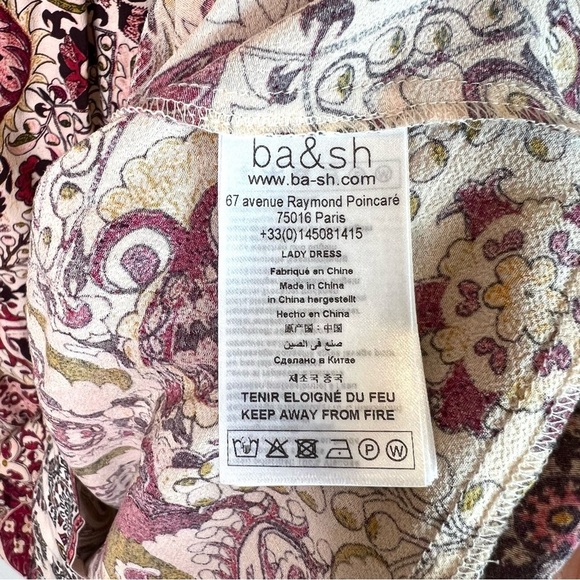 ba&sh
www.ba-sh.com
67 avenue Raymond Poincaré
75016 Paris
+33(0)145081415
LADY DRESS
Fabriqué en Chine
Made in China
in China hergestellt
Hecho en China
原产国：中国
صنع في الصين
Сделано в Китае
제조국 중국
TENIR ELOIGNÉ DU FEU
KEEP AWAY FROM FIRE
P W